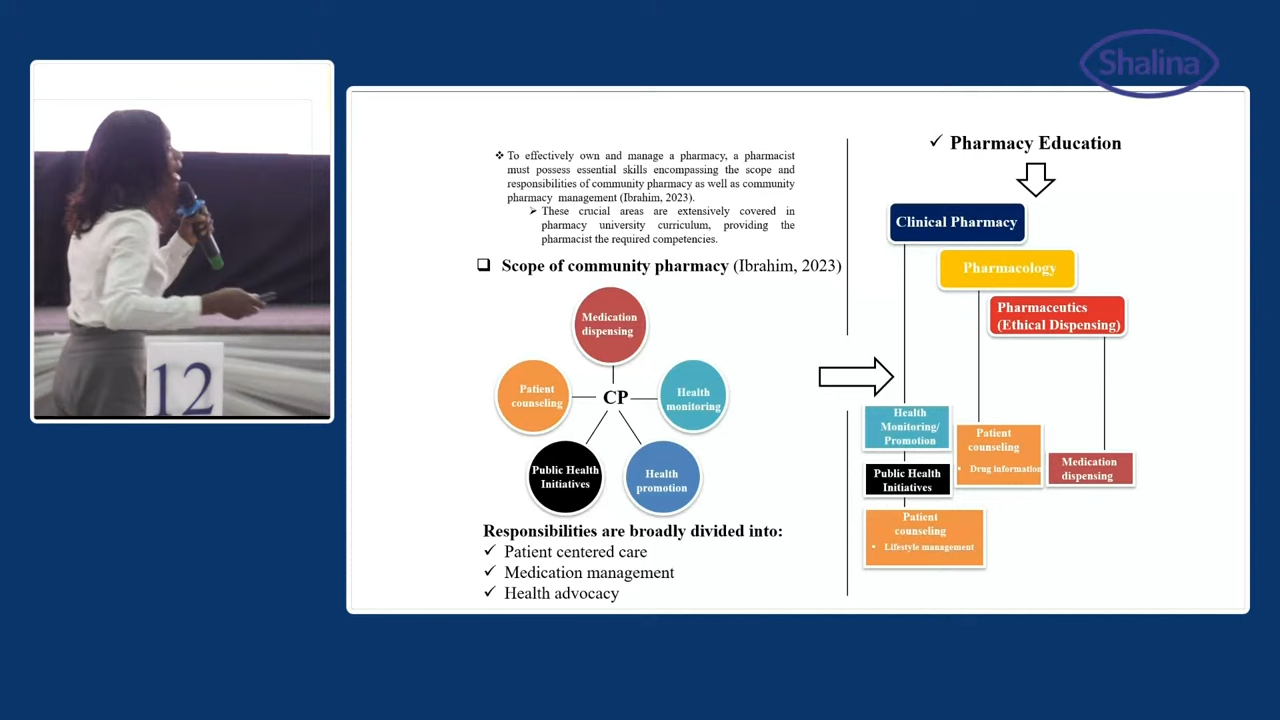 Shalina
12
❖ To effectively own and manage a pharmacy, a pharmacist
must possess essential skills encompassing the scope and
responsibilities of community pharmacy as well as community
pharmacy management (Ibrahim, 2023).
➢ These crucial areas are extensively covered in
pharmacy university curriculum, providing the
pharmacist the required competencies.
❑ Scope of community pharmacy (Ibrahim, 2023)
Medication
dispensing
Patient
counseling
CP
Health
monitoring
Public Health
Initiatives
Health
promotion
Responsibilities are broadly divided into:
✓ Patient centered care
✓ Medication management
✓ Health advocacy
✓ Pharmacy Education
Clinical Pharmacy
Pharmacology
Pharmaceutics
(Ethical Dispensing)
Health
Monitoring/
Promotion
Public Health
Initiatives
Patient
counseling
• Lifestyle management
Patient
counseling
• Drug information
Medication
dispensing